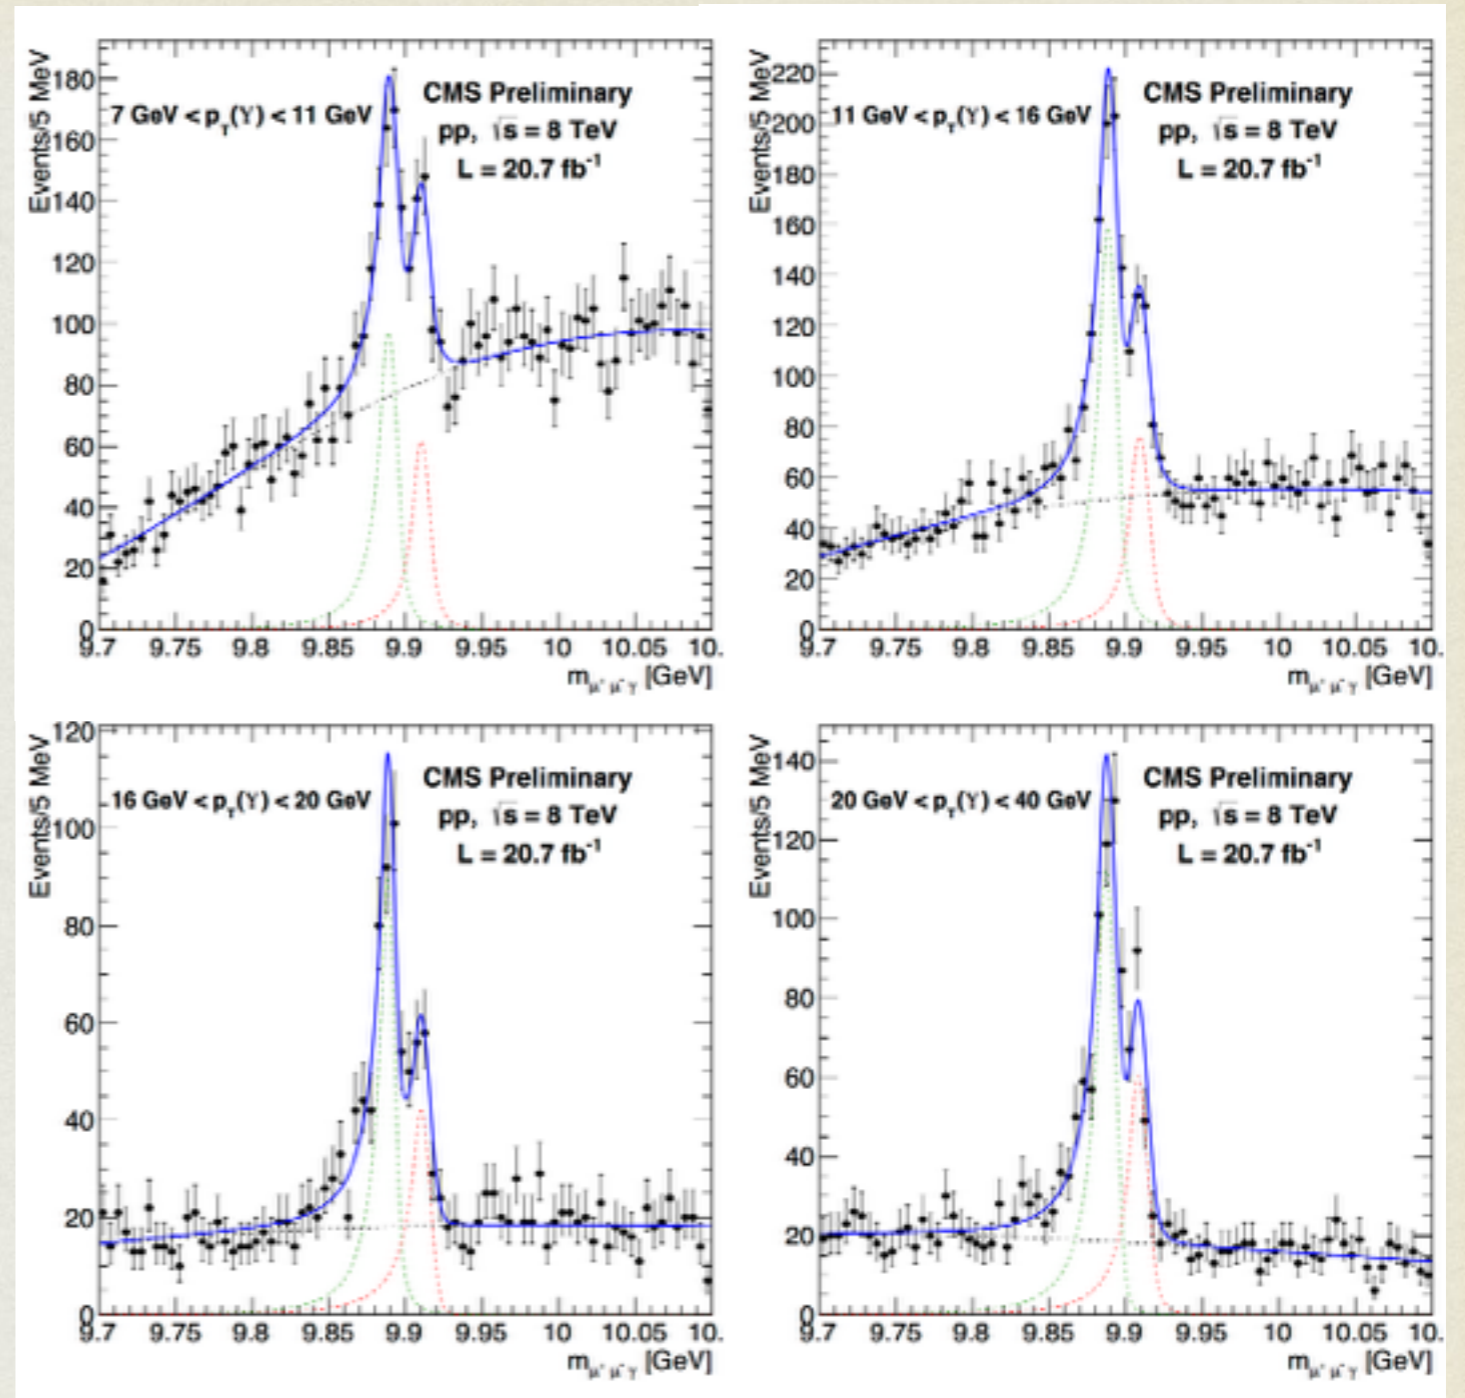 Events/5 MeV
180
160
140
120
100
80
60
40
20
0
7 GeV < p_T(Υ) < 11 GeV
CMS Preliminary
pp, √s = 8 TeV
L = 20.7 fb⁻¹
9.7 9.75 9.8 9.85 9.9 9.95 10 10.05 10.
m_μ⁺ μ⁻ γ [GeV]
Events/5 MeV
220
200
180
160
140
120
100
80
60
40
20
0
11 GeV < p_T(Υ) < 16 GeV
CMS Preliminary
pp, √s = 8 TeV
L = 20.7 fb⁻¹
9.7 9.75 9.8 9.85 9.9 9.95 10 10.05 10.
m_μ⁺ μ⁻ γ [GeV]
Events/5 MeV
120
100
80
60
40
20
0
16 GeV < p_T(Υ) < 20 GeV
CMS Preliminary
pp, √s = 8 TeV
L = 20.7 fb⁻¹
9.7 9.75 9.8 9.85 9.9 9.95 10 10.05 10.
m_μ⁺ μ⁻ γ [GeV]
Events/5 MeV
140
120
100
80
60
40
20
0
20 GeV < p_T(Υ) < 40 GeV
CMS Preliminary
pp, √s = 8 TeV
L = 20.7 fb⁻¹
9.7 9.75 9.8 9.85 9.9 9.95 10 10.05 10.
m_μ⁺ μ⁻ γ [GeV]